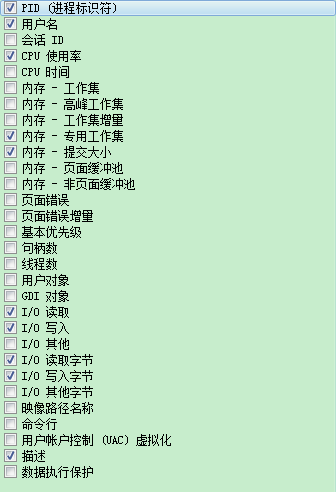 PID (进程标识符)
用户名
会话 ID
CPU 使用率
CPU 时间
内存 - 工作集
内存 - 高峰工作集
内存 - 工作集增量
内存 - 专用工作集
内存 - 提交大小
内存 - 页面缓冲池
内存 - 非页面缓冲池
页面错误
页面错误增量
基本优先级
句柄数
线程数
用户对象
GDI 对象
I/O 读取
I/O 写入
I/O 其他
I/O 读取字节
I/O 写入字节
I/O 其他字节
映像路径名称
命令行
用户帐户控制 (UAC) 虚拟化
描述
数据执行保护